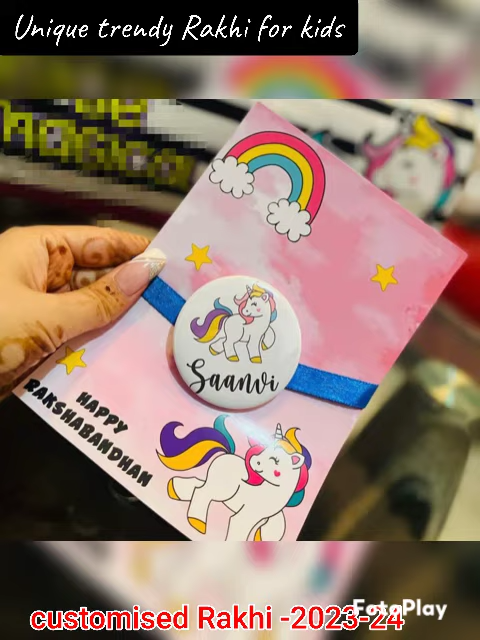 Unique trendy Rakhi for kids
Saanvi
HAPPY
RAKSHABANDHAN
customised Rakhi -2023-24
FotoPlay